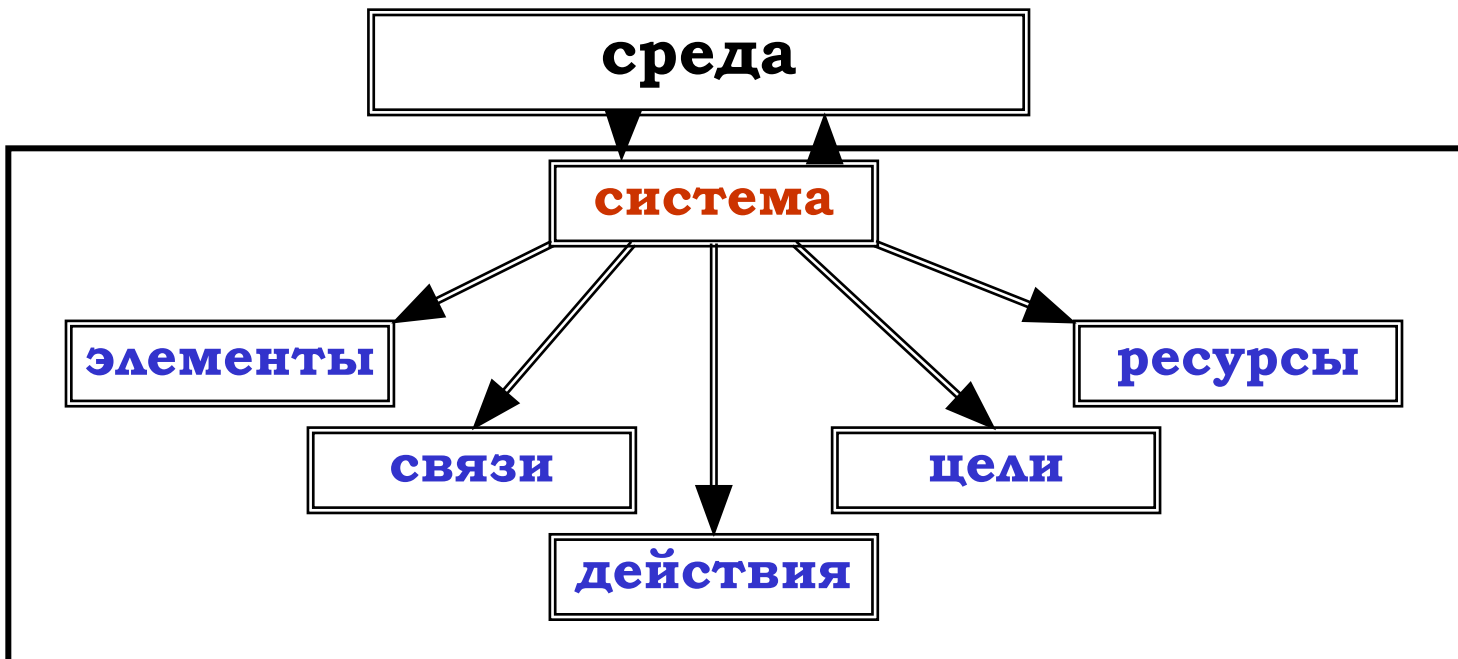 среда
система
элементы
ресурсы
связи
цели
действия